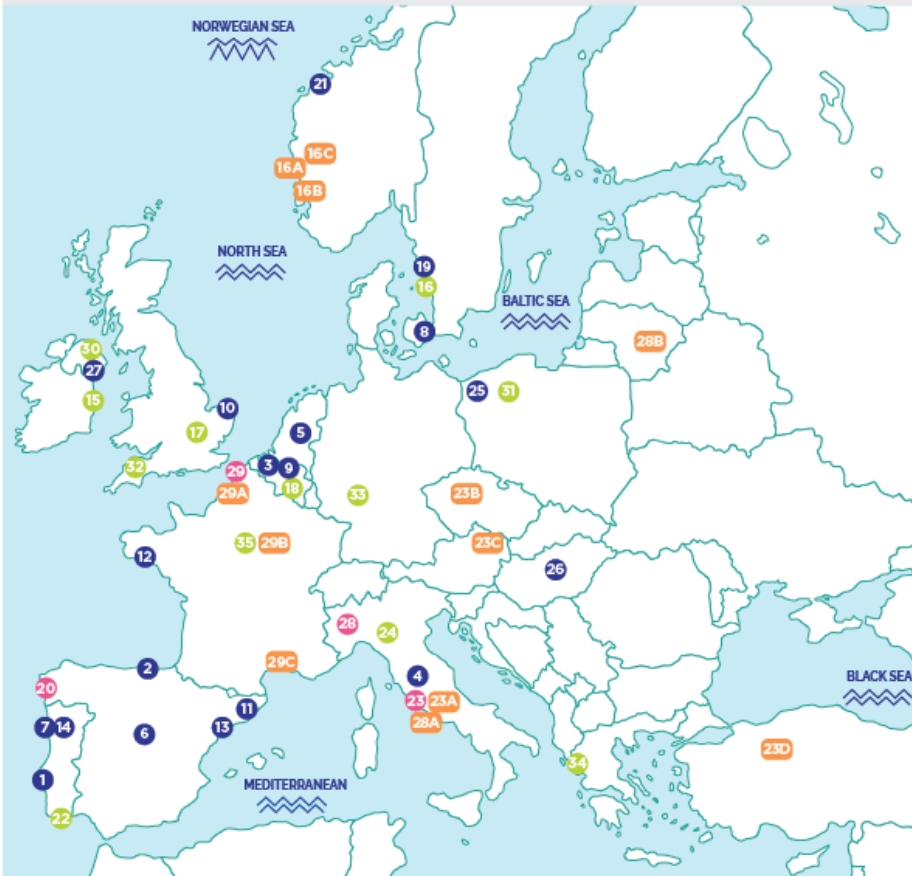 NORWEGIAN SEA
21
16C
16A
16B
NORTH SEA
19
16
BALTIC SEA
8
28B
30
27
25
31
15
10
17
5
32
29
3
9
29A
18
33
23B
35
29B
23C
12
26
28
24
2
29C
4
BLACK SEA
20
23
23A
11
28A
7
14
6
13
23D
34
1
MEDITERRANEAN
22